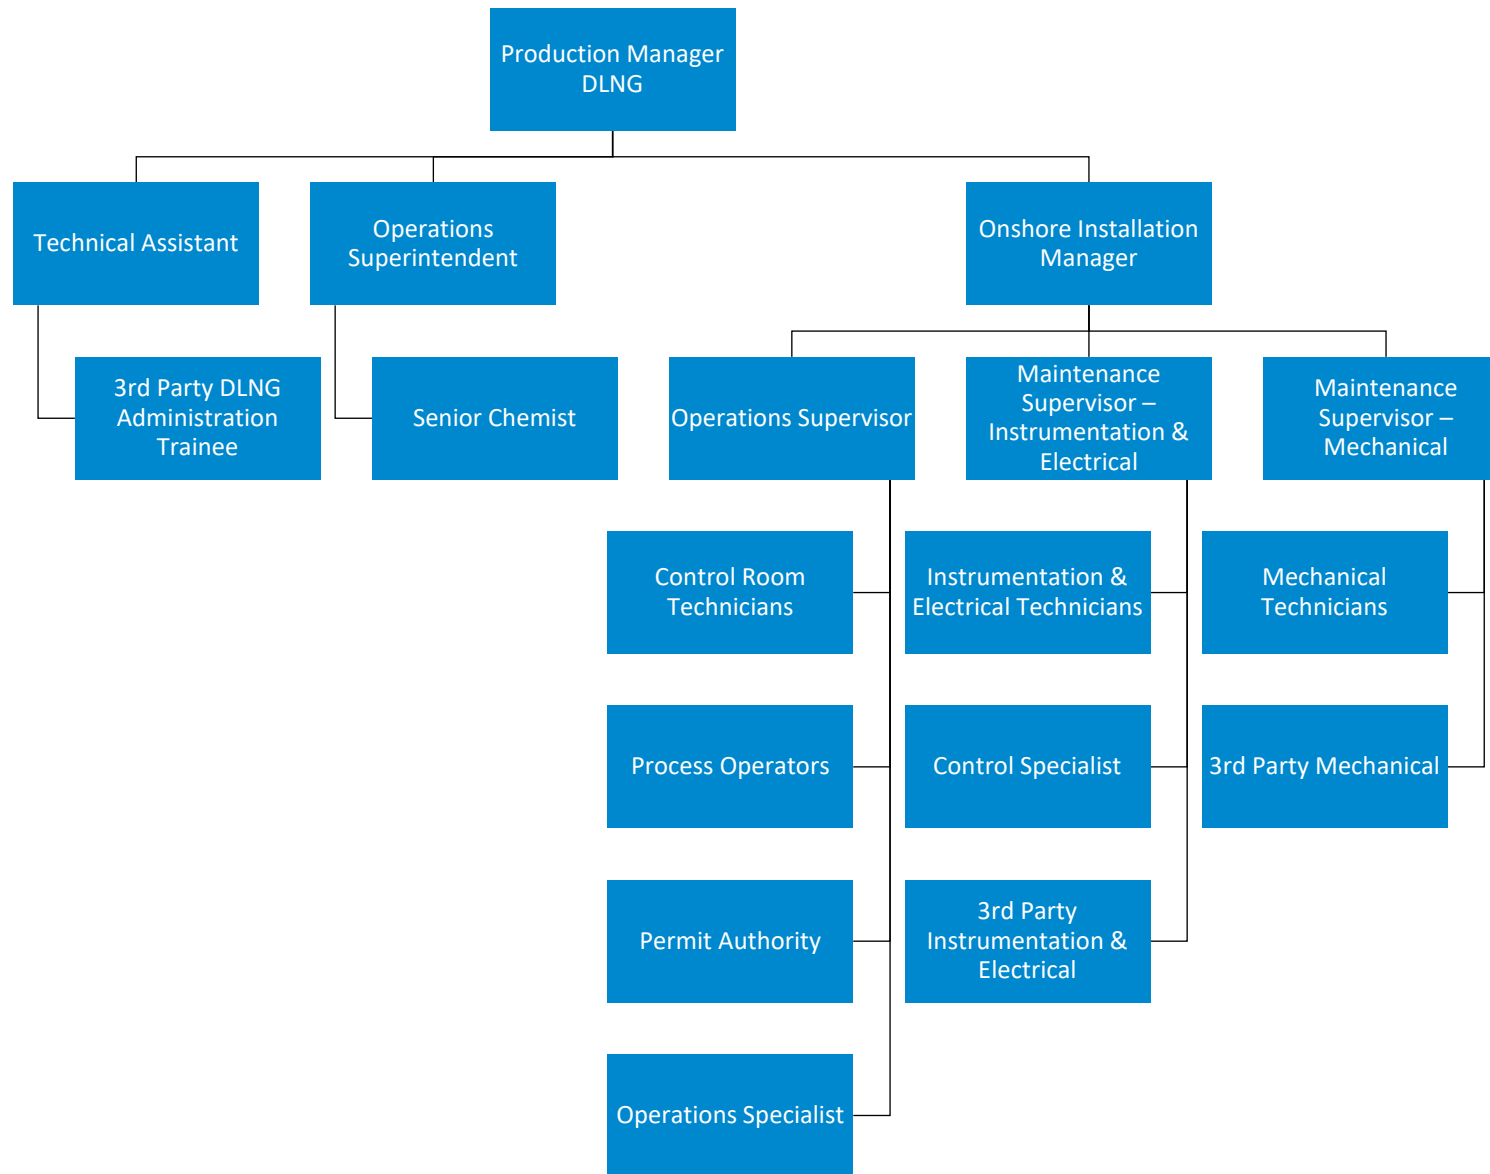 Production Manager
DLNG
Technical Assistant
Operations
Superintendent
Onshore Installation
Manager
3rd Party DLNG
Administration
Trainee
Senior Chemist
Operations Supervisor
Maintenance
Supervisor –
Instrumentation &
Electrical
Maintenance
Supervisor –
Mechanical
Control Room
Technicians
Instrumentation &
Electrical Technicians
Mechanical
Technicians
Process Operators
Control Specialist
3rd Party Mechanical
Permit Authority
3rd Party
Instrumentation &
Electrical
Operations Specialist